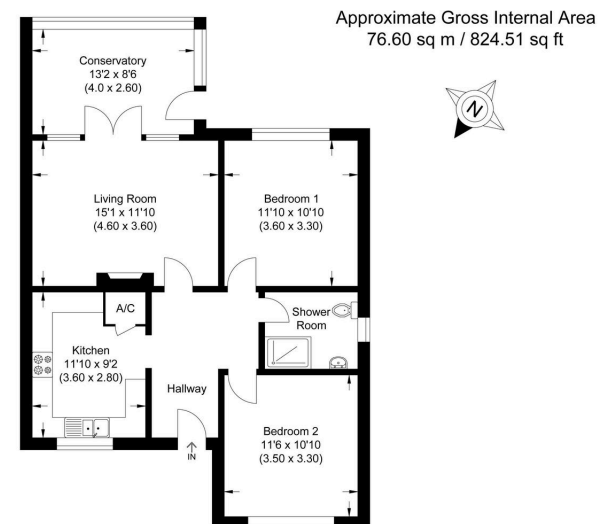 Approximate Gross Internal Area
76.60 sq m / 824.51 sq ft
N
Conservatory
13'2 x 8'6
(4.0 x 2.60)
Living Room
15'1 x 11'10
(4.60 x 3.60)
Bedroom 1
11'10 x 10'10
(3.60 x 3.30)
A/C
Shower
Room
Kitchen
11'10 x 9'2
(3.60 x 2.80)
Hallway
IN
Bedroom 2
11'6 x 10'10
(3.50 x 3.30)